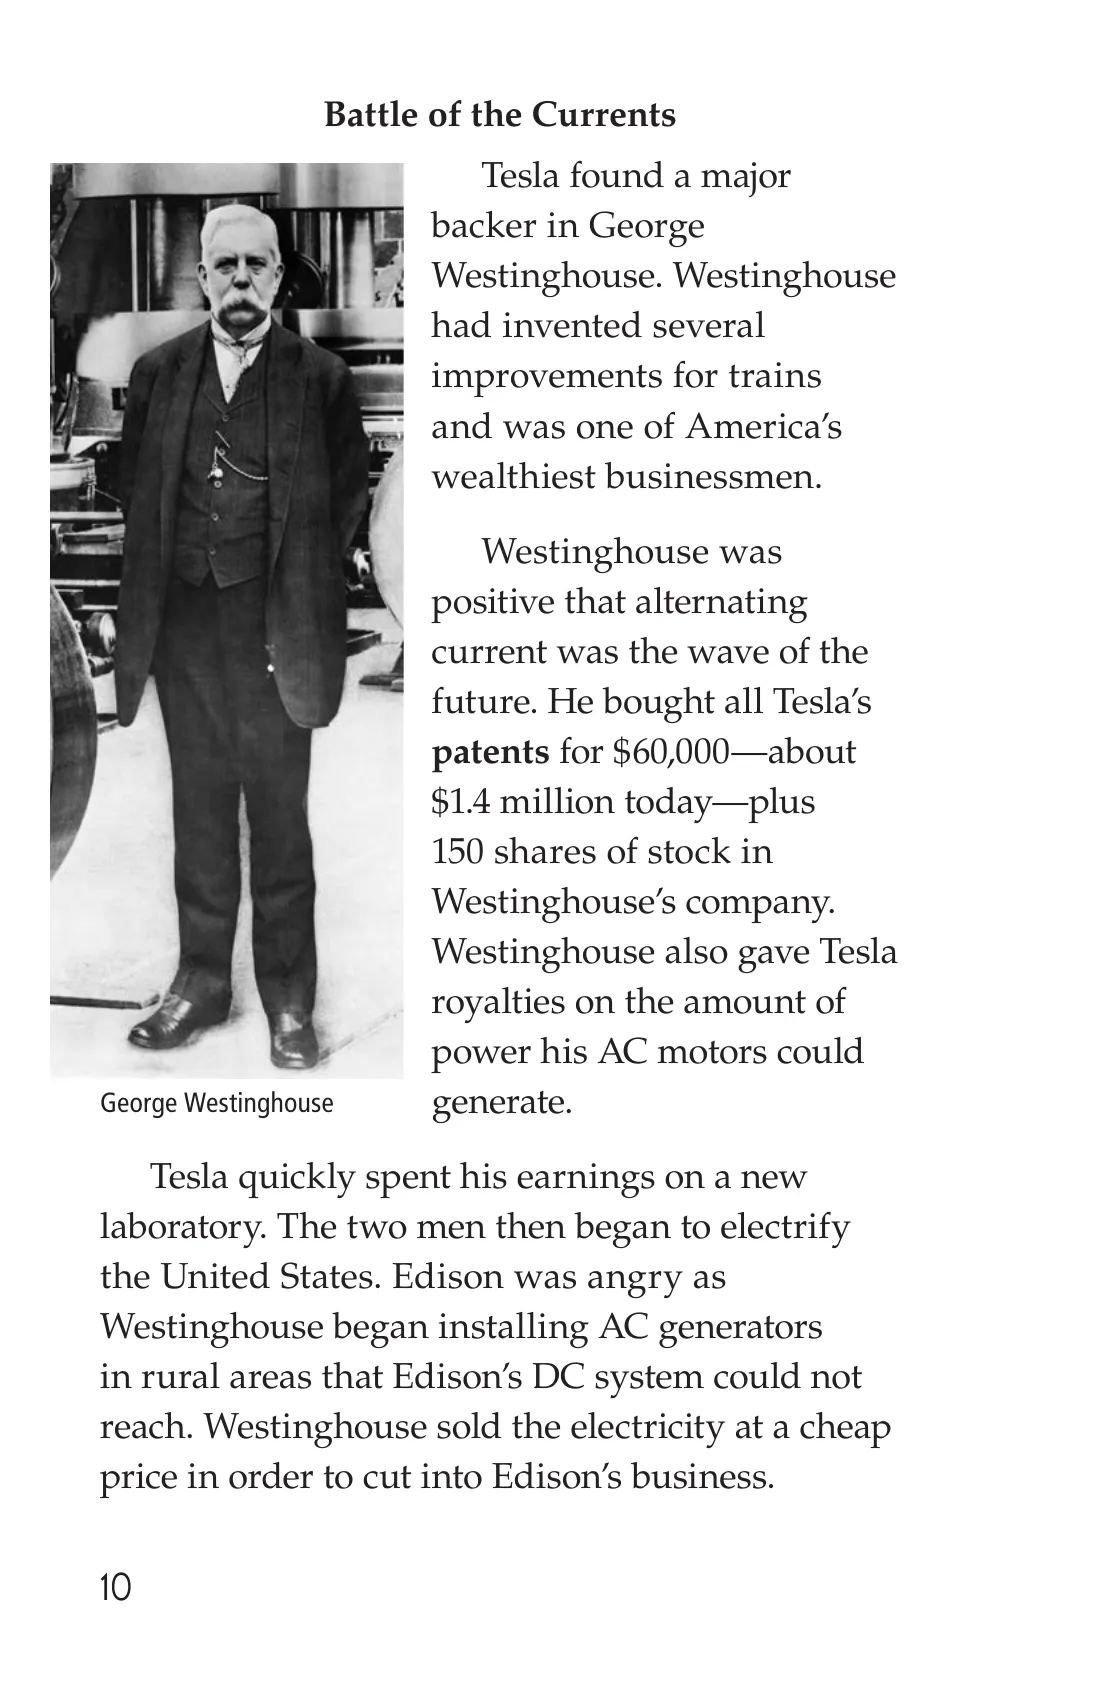 Battle of the Currents
Tesla found a major
backer in George
Westinghouse. Westinghouse
had invented several
improvements for trains
and was one of America’s
wealthiest businessmen.
Westinghouse was
positive that alternating
current was the wave of the
future. He bought all Tesla’s
patents for $60,000—about
$1.4 million today—plus
150 shares of stock in
Westinghouse’s company.
Westinghouse also gave Tesla
royalties on the amount of
power his AC motors could
generate.
George Westinghouse
Tesla quickly spent his earnings on a new
laboratory. The two men then began to electrify
the United States. Edison was angry as
Westinghouse began installing AC generators
in rural areas that Edison’s DC system could not
reach. Westinghouse sold the electricity at a cheap
price in order to cut into Edison’s business.
10